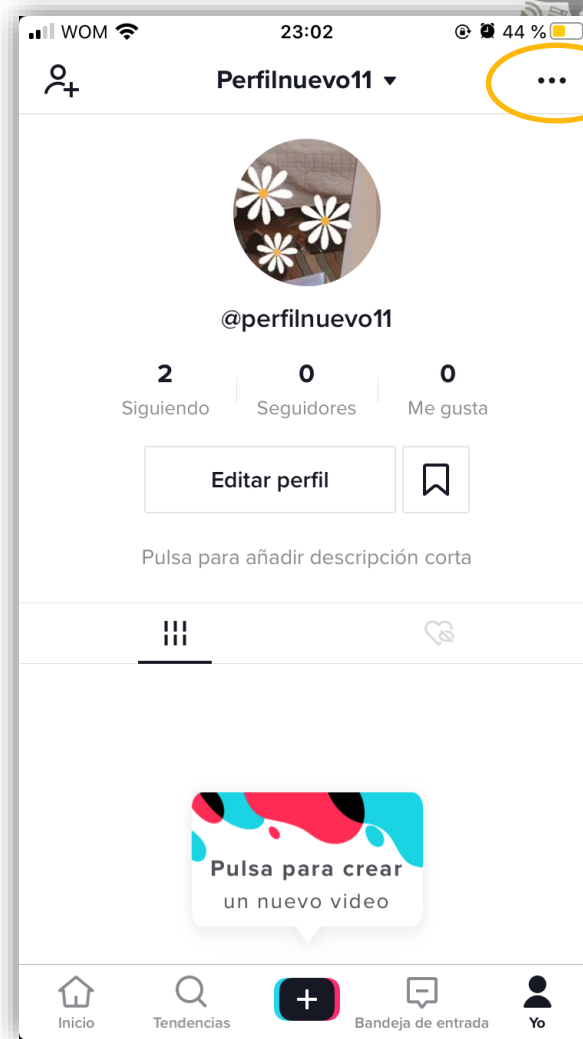 WOM 23:02 44 %
Perfilnuevo11
@perfilnuevo11
2 0 0
Siguiendo Seguidores Me gusta
Editar perfil
Pulsa para añadir descripción corta
Pulsa para crear
un nuevo video
Inicio Tendencias Bandeja de entrada Yo